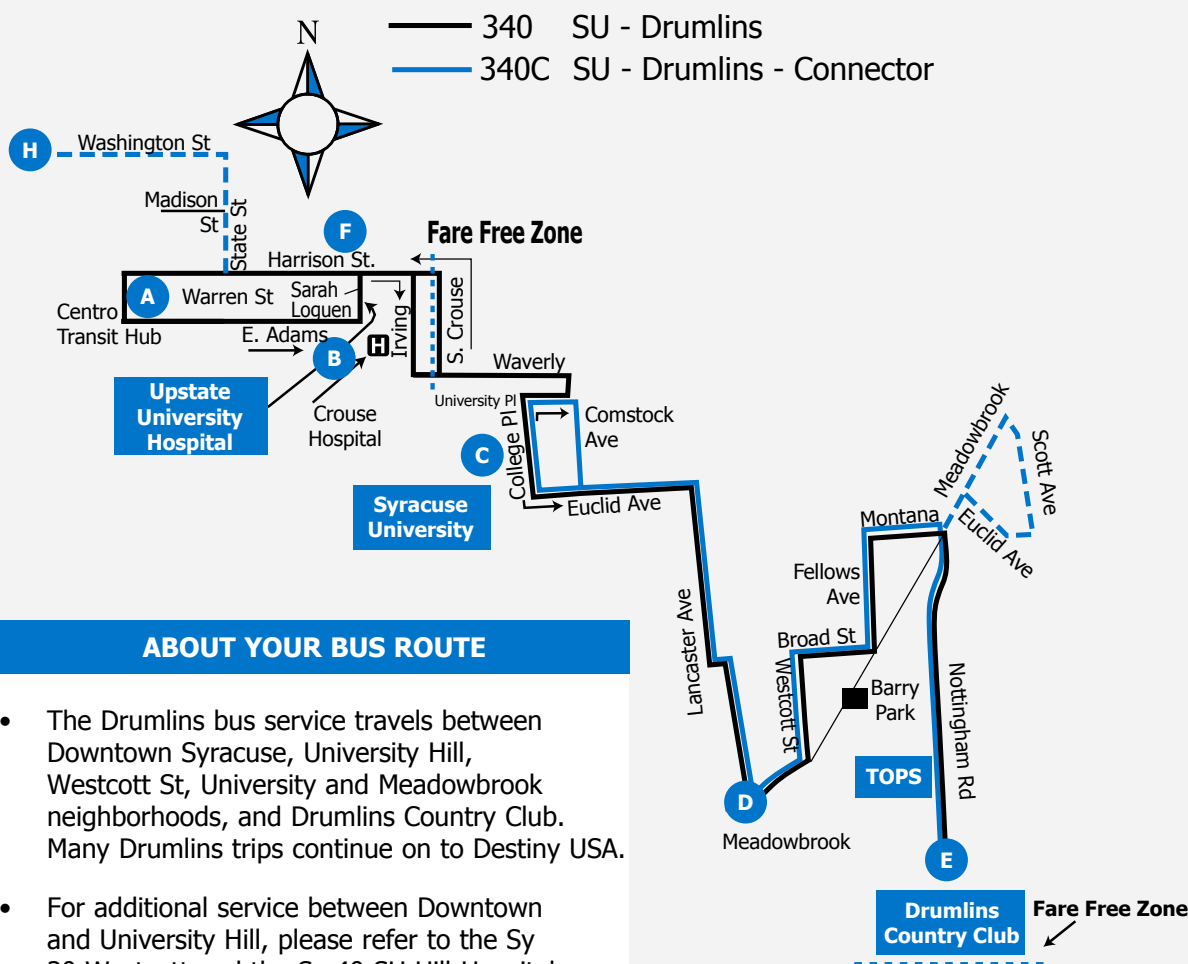 340 SU - Drumlins
340C SU - Drumlins - Connector
N
H
Washington St
Madison
St
State St
F
Fare Free Zone
Harrison St.
A
Warren St
Sarah
Loguen
Centro
Transit Hub
E. Adams
B
H
Irving
S. Crouse
Waverly
Upstate
University
Hospital
Crouse
Hospital
University Pl
College Pl
Comstock
Ave
C
Syracuse
University
Euclid Ave
Meadowbrook
Scott Ave
Euclid Ave
Montana
Fellows
Ave
Lancaster Ave
Broad St
Westcott St
Barry
Park
Nottingham Rd
TOPS
D
Meadowbrook
E
Drumlins
Country Club
Fare Free Zone
ABOUT YOUR BUS ROUTE
• The Drumlins bus service travels between
Downtown Syracuse, University Hill,
Westcott St, University and Meadowbrook
neighborhoods, and Drumlins Country Club.
Many Drumlins trips continue on to Destiny USA.
• For additional service between Downtown
and University Hill, please refer to the Sy